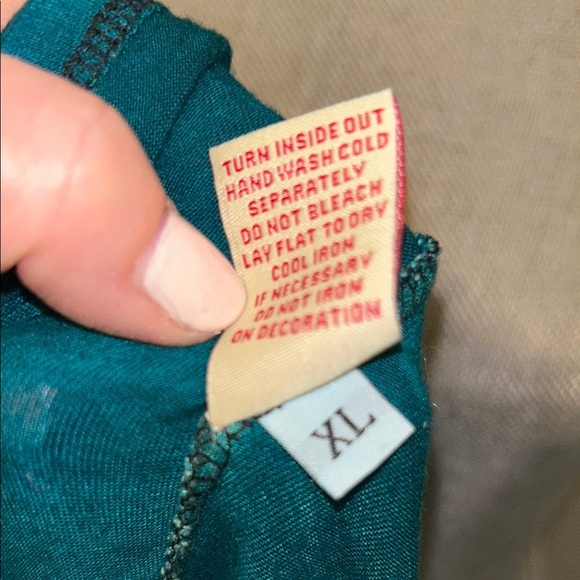 TURN INSIDE OUT
HAND WASH COLD
SEPARATELY
DO NOT BLEACH
LAY FLAT TO DRY
COOL IRON
IF NECESSARY
DO NOT IRON
ON DECORATION
XL